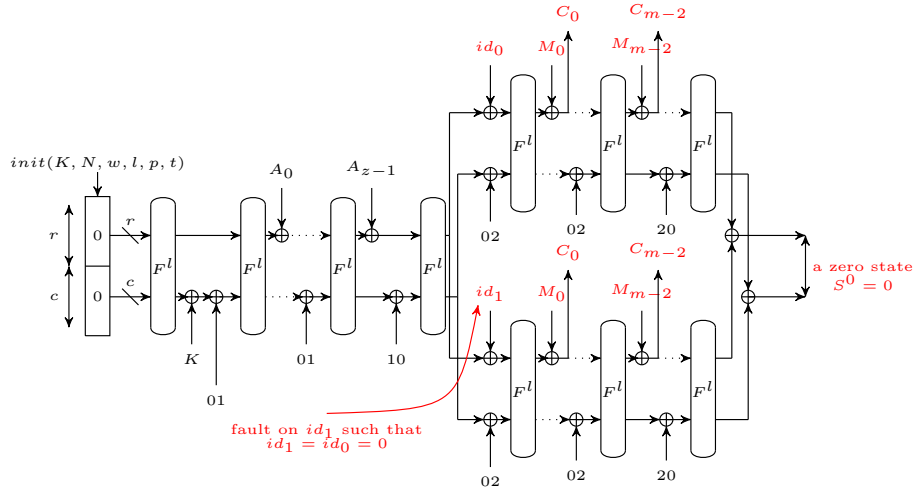 C_0 C_{m-2}
id_0 M_0 M_{m-2}
F^l F^l F^l
init(K, N, w, l, p, t)
A_0 A_{z-1}
02 02 20
r 0 r
F^l F^l F^l F^l
c 0 c
C_0 C_{m-2}
a zero state
S^0 = 0
id_1 M_0 M_{m-2}
K 01 10
01
F^l F^l F^l
fault on id_1 such that
id_1 = id_0 = 0
02 02 20